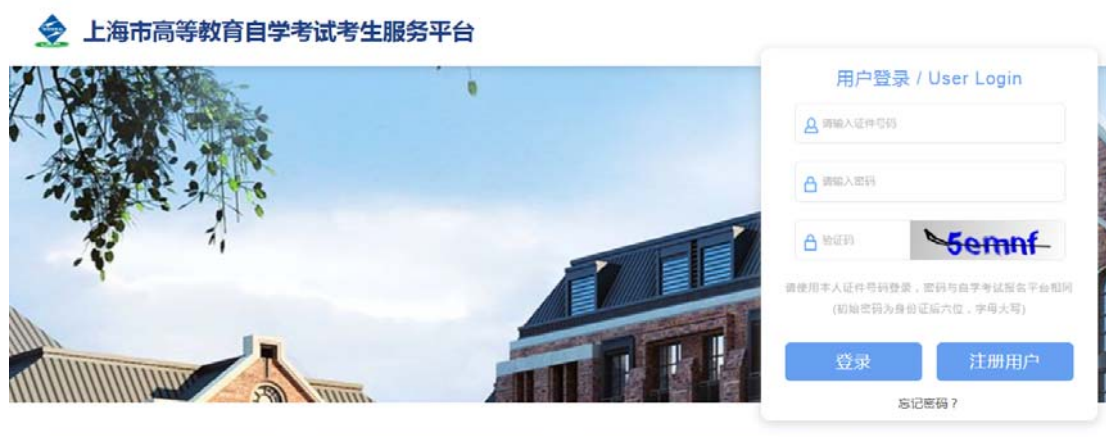 上海市高等教育自学考试考生服务平台
用户登录 / User Login
请输入证件号码
请输入密码
验证码
5emnf
请使用本人证件号码登录，密码与自学考试报名平台相同
(初始密码为身份证后六位，字母大写)
登录
注册用户
忘记密码？